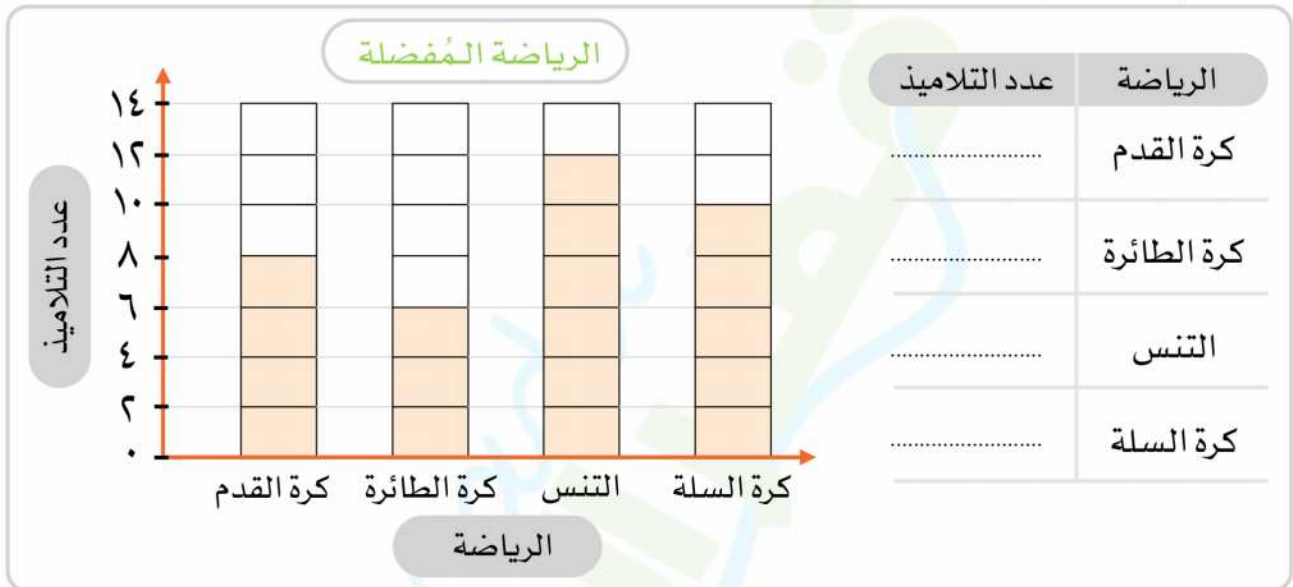 الرياضة المُفضلة
الرياضة عدد التلاميذ
كرة القدم ......................
كرة الطائرة ......................
التنس ......................
كرة السلة ......................
عدد التلاميذ
١٤
١٢
١٠
٨
٦
٤
٢
٠
كرة القدم كرة الطائرة التنس كرة السلة
الرياضة